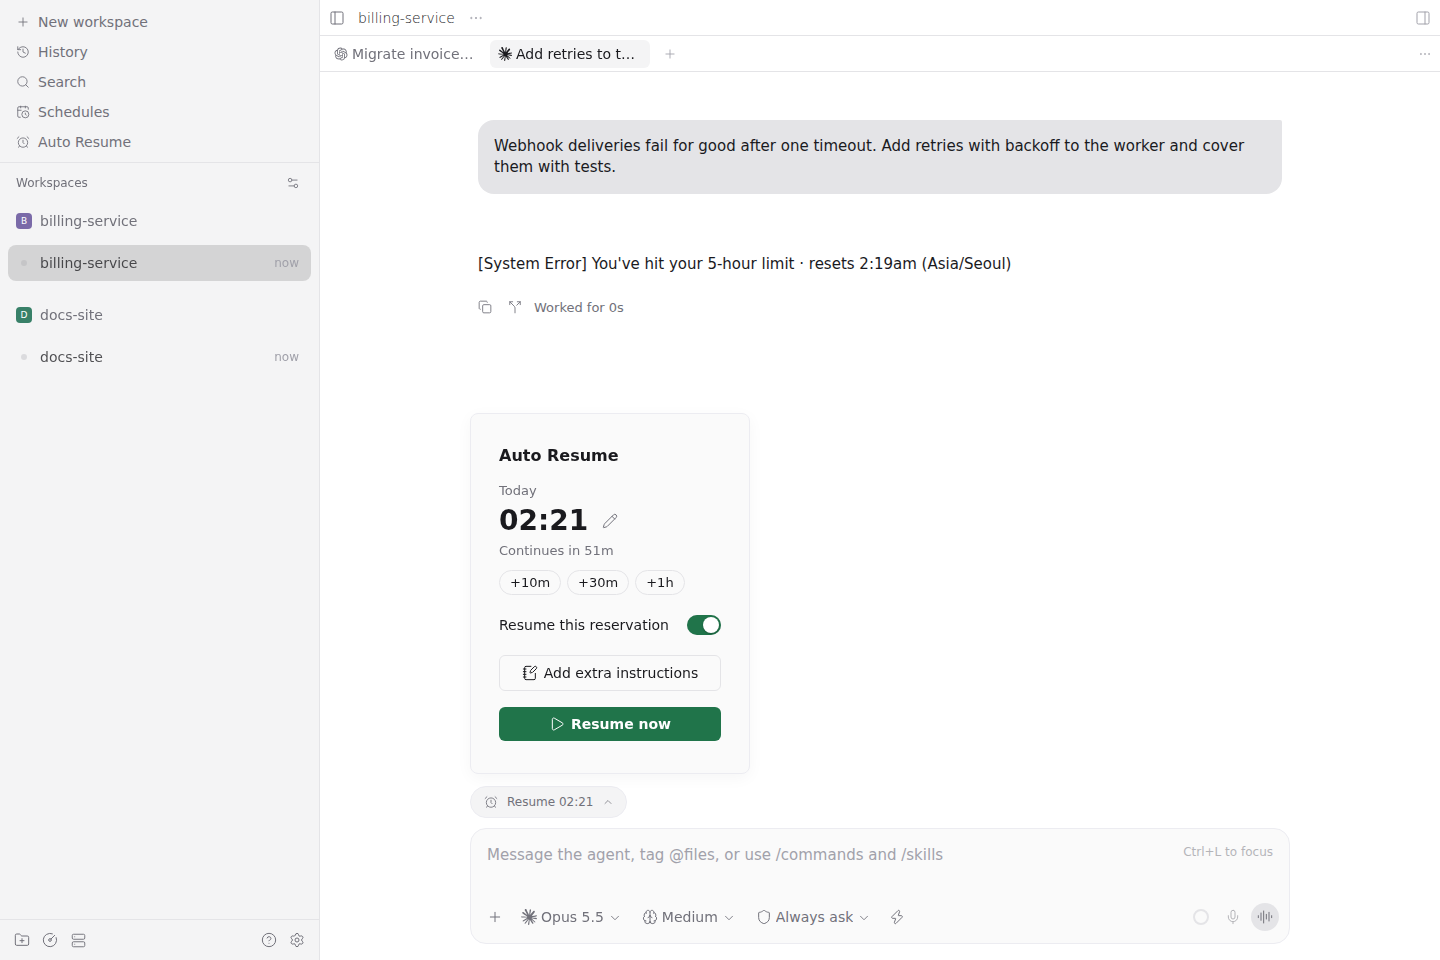 New workspace
History
Search
Schedules
Auto Resume
Workspaces
B billing-service
billing-service now
D docs-site
docs-site now
billing-service ...
Migrate invoice...
Add retries to t...
Webhook deliveries fail for good after one timeout. Add retries with backoff to the worker and cover
them with tests.
[System Error] You've hit your 5-hour limit · resets 2:19am (Asia/Seoul)
Worked for 0s
Auto Resume
Today
02:21
Continues in 51m
+10m +30m +1h
Resume this reservation
Add extra instructions
Resume now
Resume 02:21
Message the agent, tag @files, or use /commands and /skills
Ctrl+L to focus
Opus 5.5 Medium Always ask